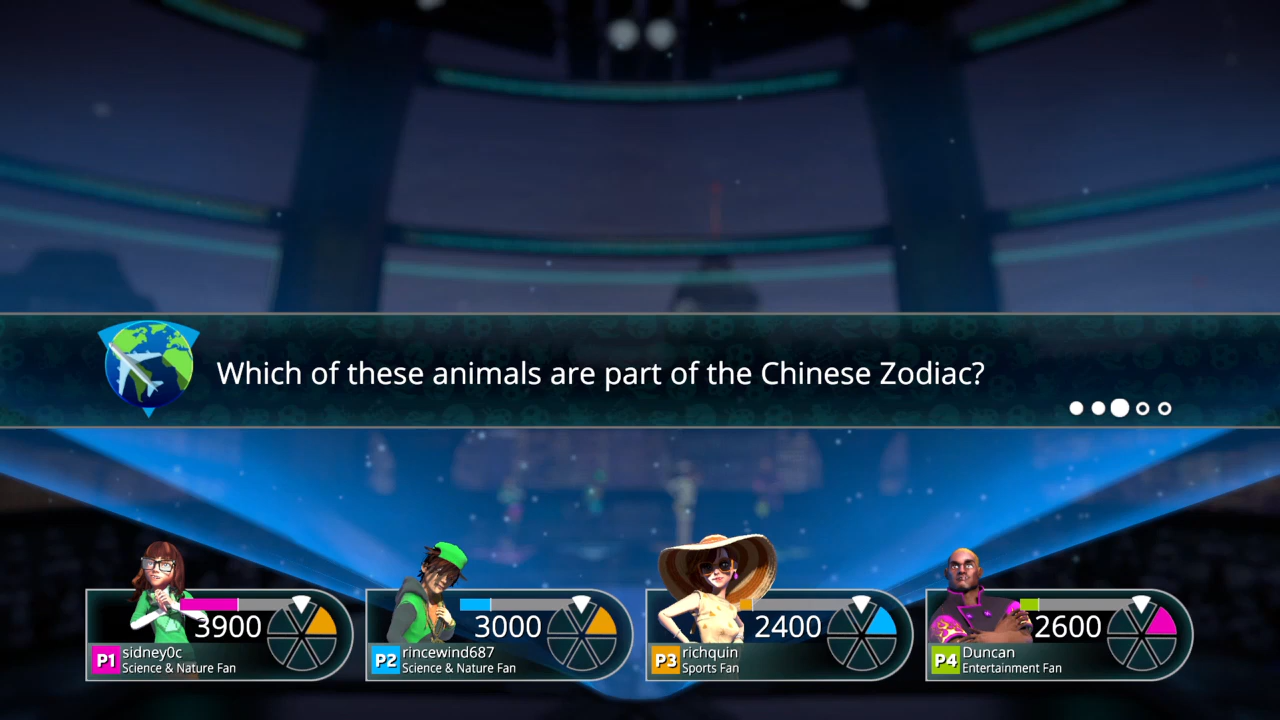 Which of these animals are part of the Chinese Zodiac?
3900
P1
sidney0c
Science & Nature Fan
3000
P2
rincewind687
Science & Nature Fan
2400
P3
richquin
Sports Fan
2600
P4
Duncan
Entertainment Fan